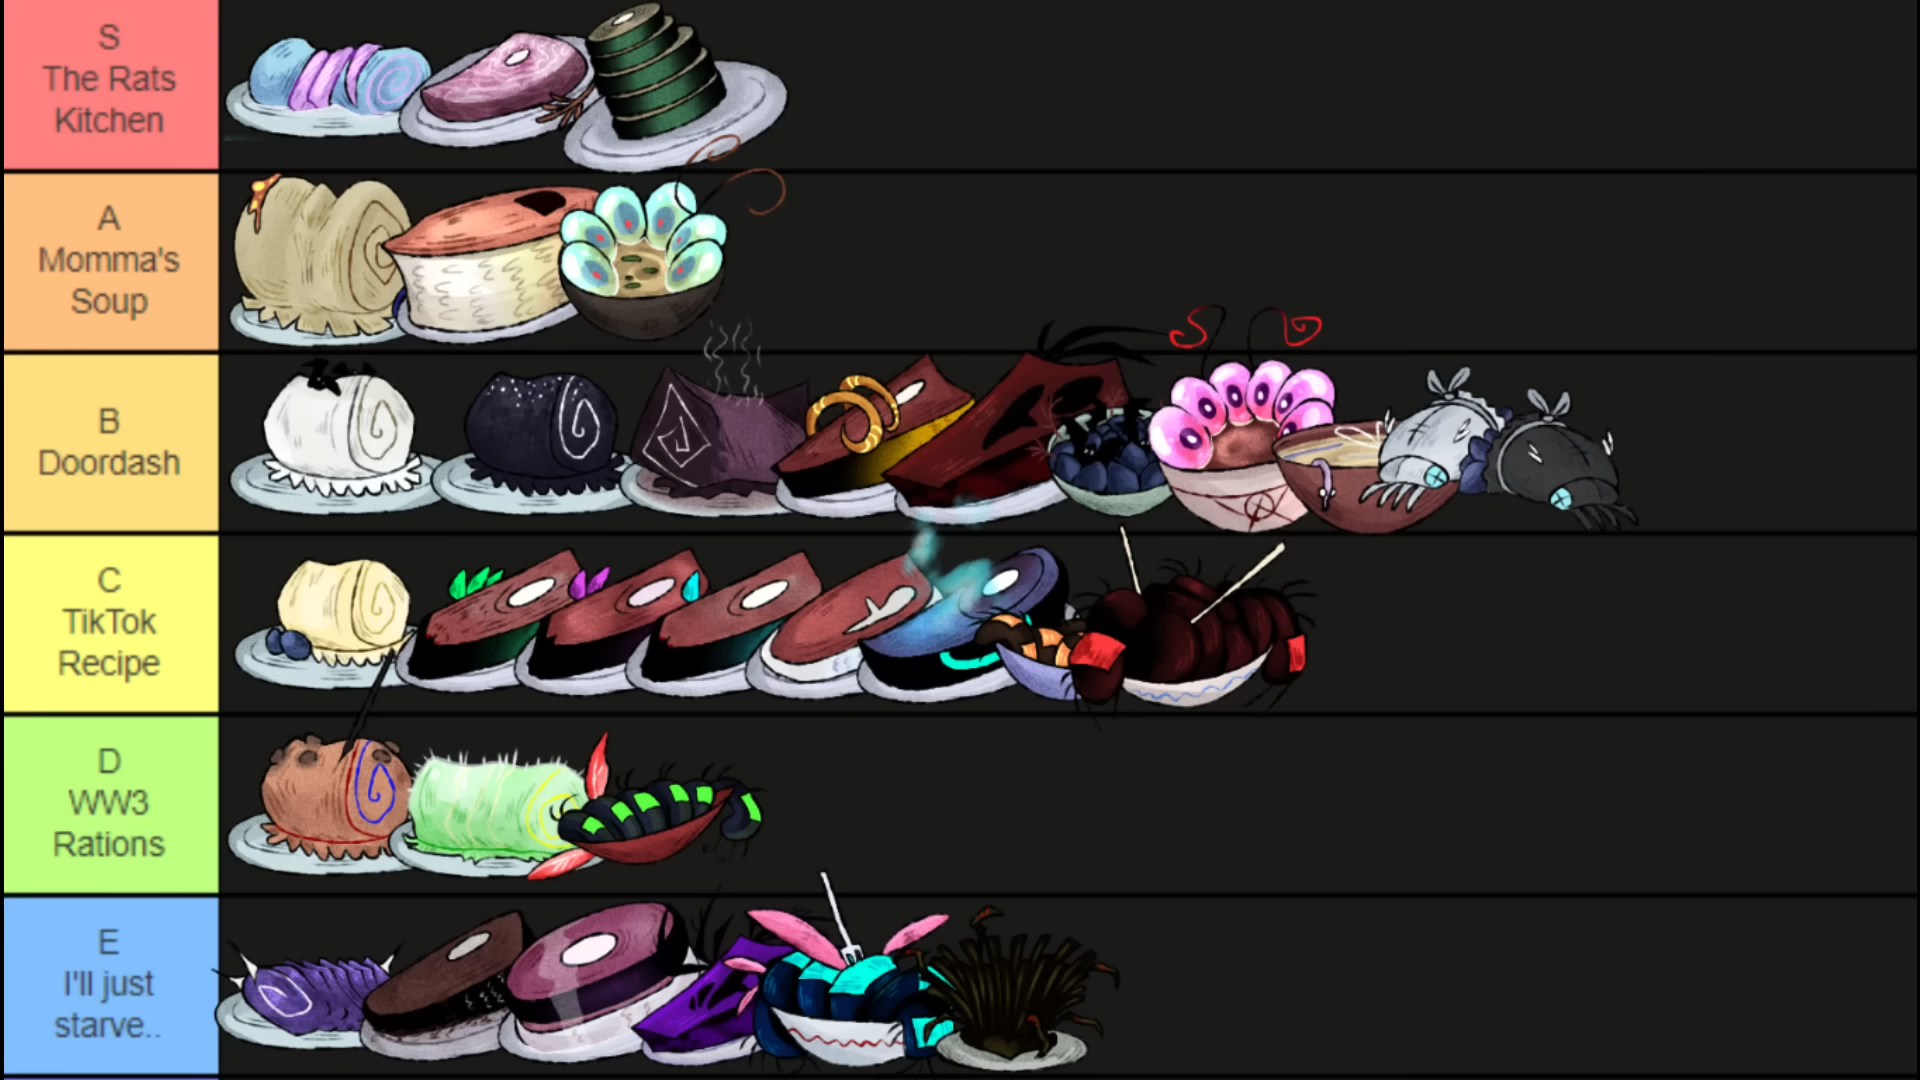 S
The Rats
Kitchen
A
Momma's
Soup
B
Doordash
C
TikTok
Recipe
D
WW3
Rations
E
I'll just
starve..